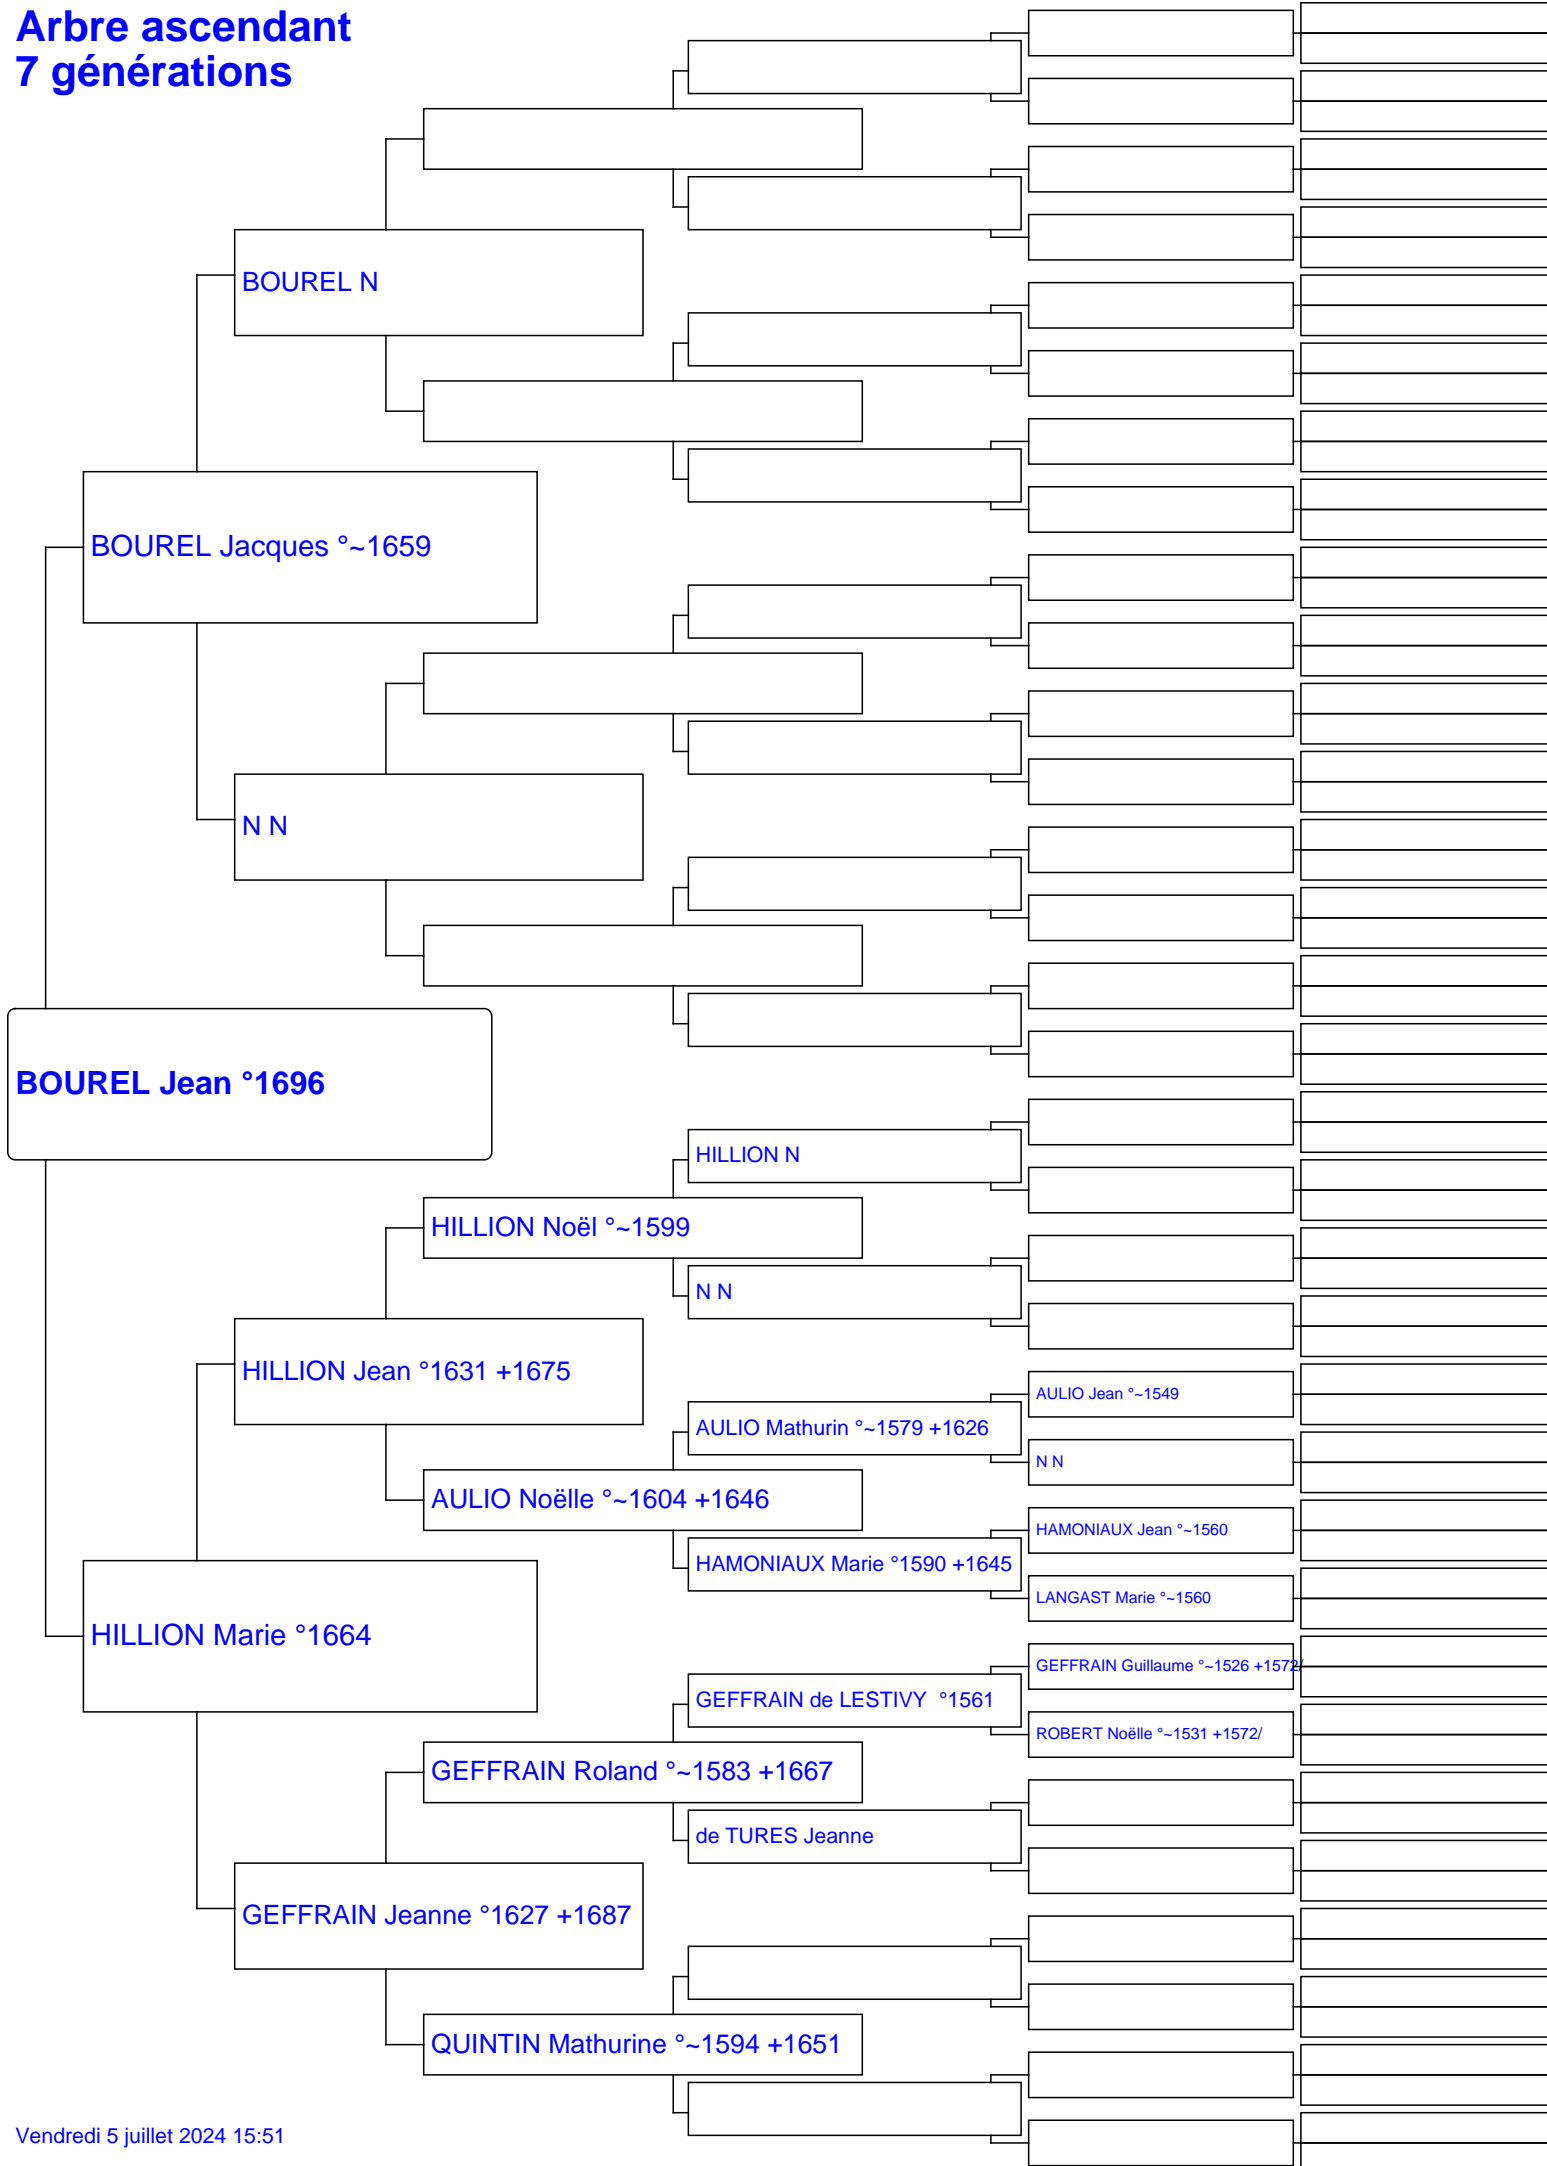 Arbre ascendant
7 générations
BOUREL N
BOUREL Jacques °~1659
N N
BOUREL Jean °1696
HILLION N
HILLION Noël °~1599
N N
HILLION Jean °1631 +1675
AULIO Jean °~1549
AULIO Mathurin °~1579 +1626
N N
AULIO Noëlle °~1604 +1646
HAMONIAUX Jean °~1560
HAMONIAUX Marie °1590 +1645
LANGAST Marie °~1560
HILLION Marie °1664
GEFFRAIN Guillaume °~1526 +1572/
GEFFRAIN de LESTIVY °1561
ROBERT Noëlle °~1531 +1572/
GEFFRAIN Roland °~1583 +1667
de TURES Jeanne
GEFFRAIN Jeanne °1627 +1687
QUINTIN Mathurine °~1594 +1651
Vendredi 5 juillet 2024 15:51